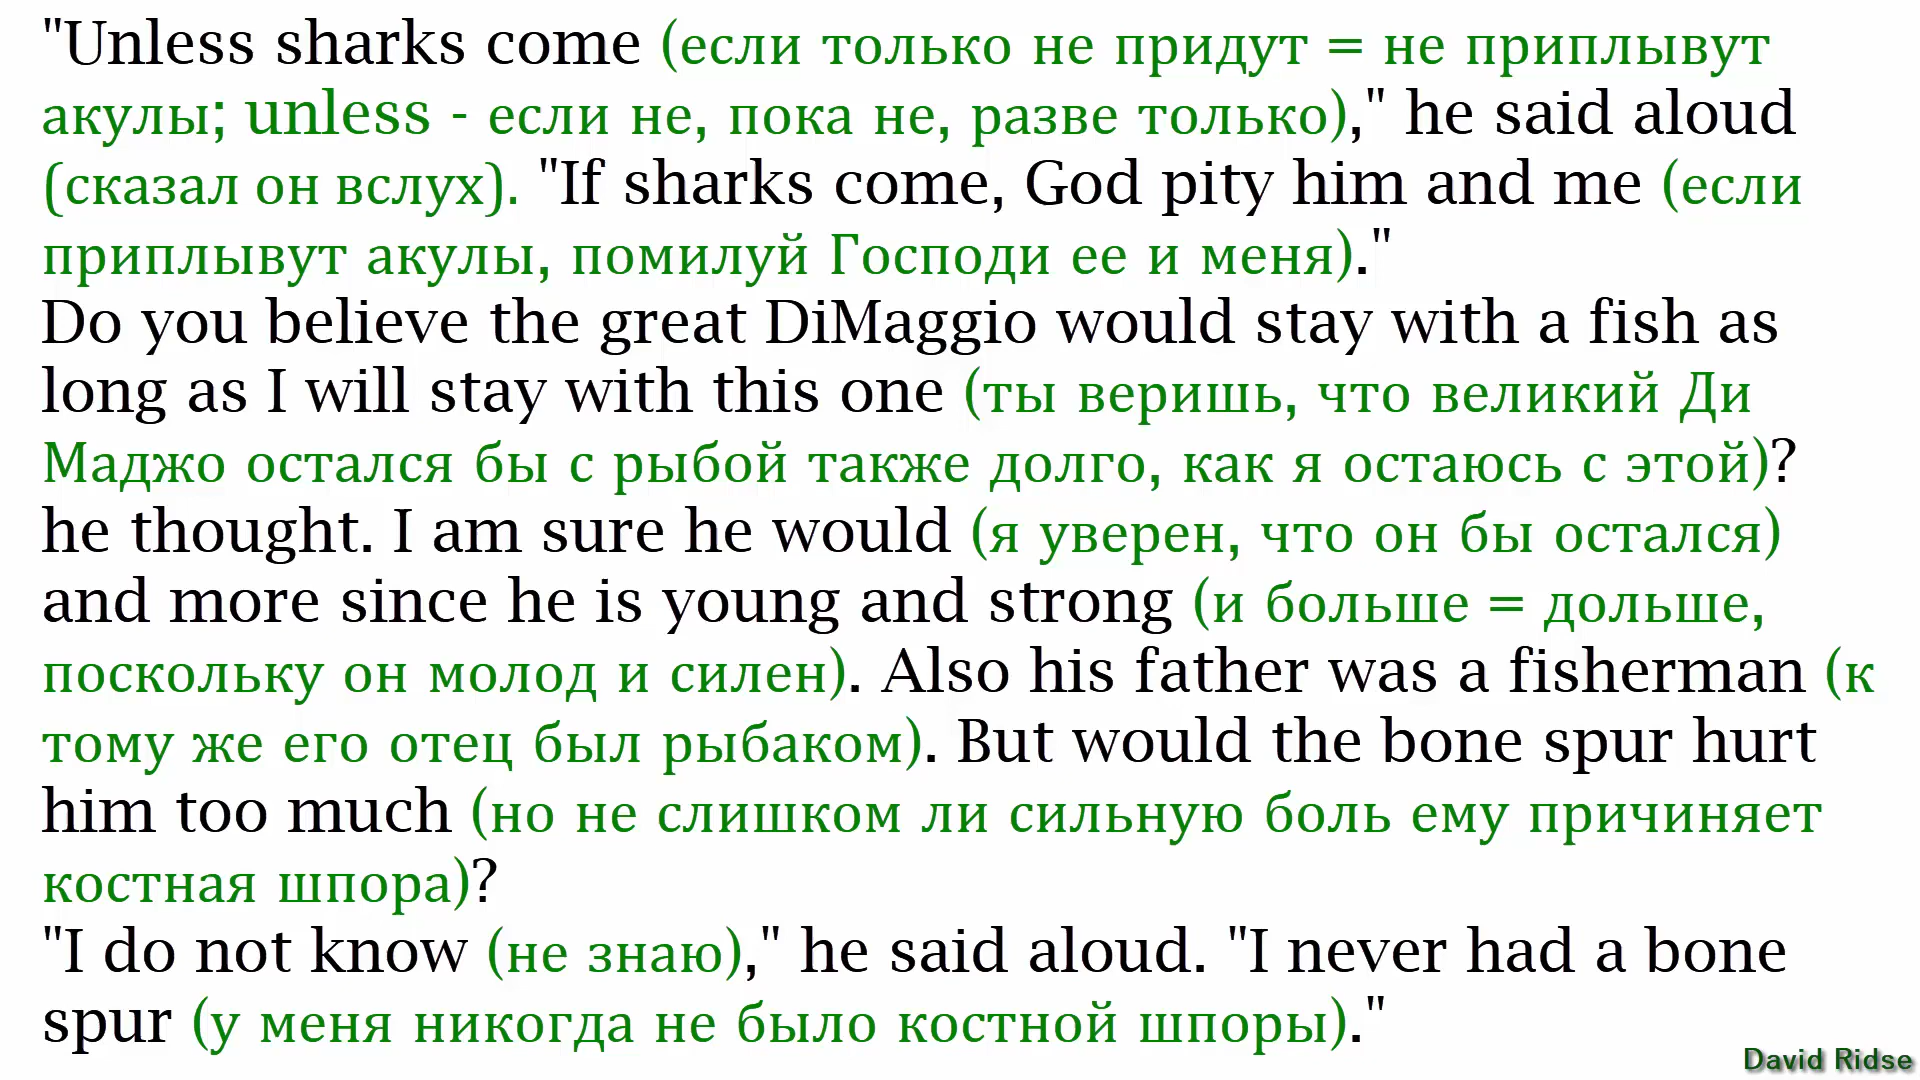 "Unless sharks come (если только не придут = не приплывут
акулы; unless - если не, пока не, разве только)," he said aloud
(сказал он вслух). "If sharks come, God pity him and me (если
приплывут акулы, помилуй Господи ее и меня)."
Do you believe the great DiMaggio would stay with a fish as
long as I will stay with this one (ты веришь, что великий Ди
Маджо остался бы с рыбой также долго, как я остаюсь с этой)?
he thought. I am sure he would (я уверен, что он бы остался)
and more since he is young and strong (и больше = дольше,
поскольку он молод и силен). Also his father was a fisherman (к
тому же его отец был рыбаком). But would the bone spur hurt
him too much (но не слишком ли сильную боль ему причиняет
костная шпора)?
"I do not know (не знаю)," he said aloud. "I never had a bone
spur (у меня никогда не было костной шпоры)."
David Ridse